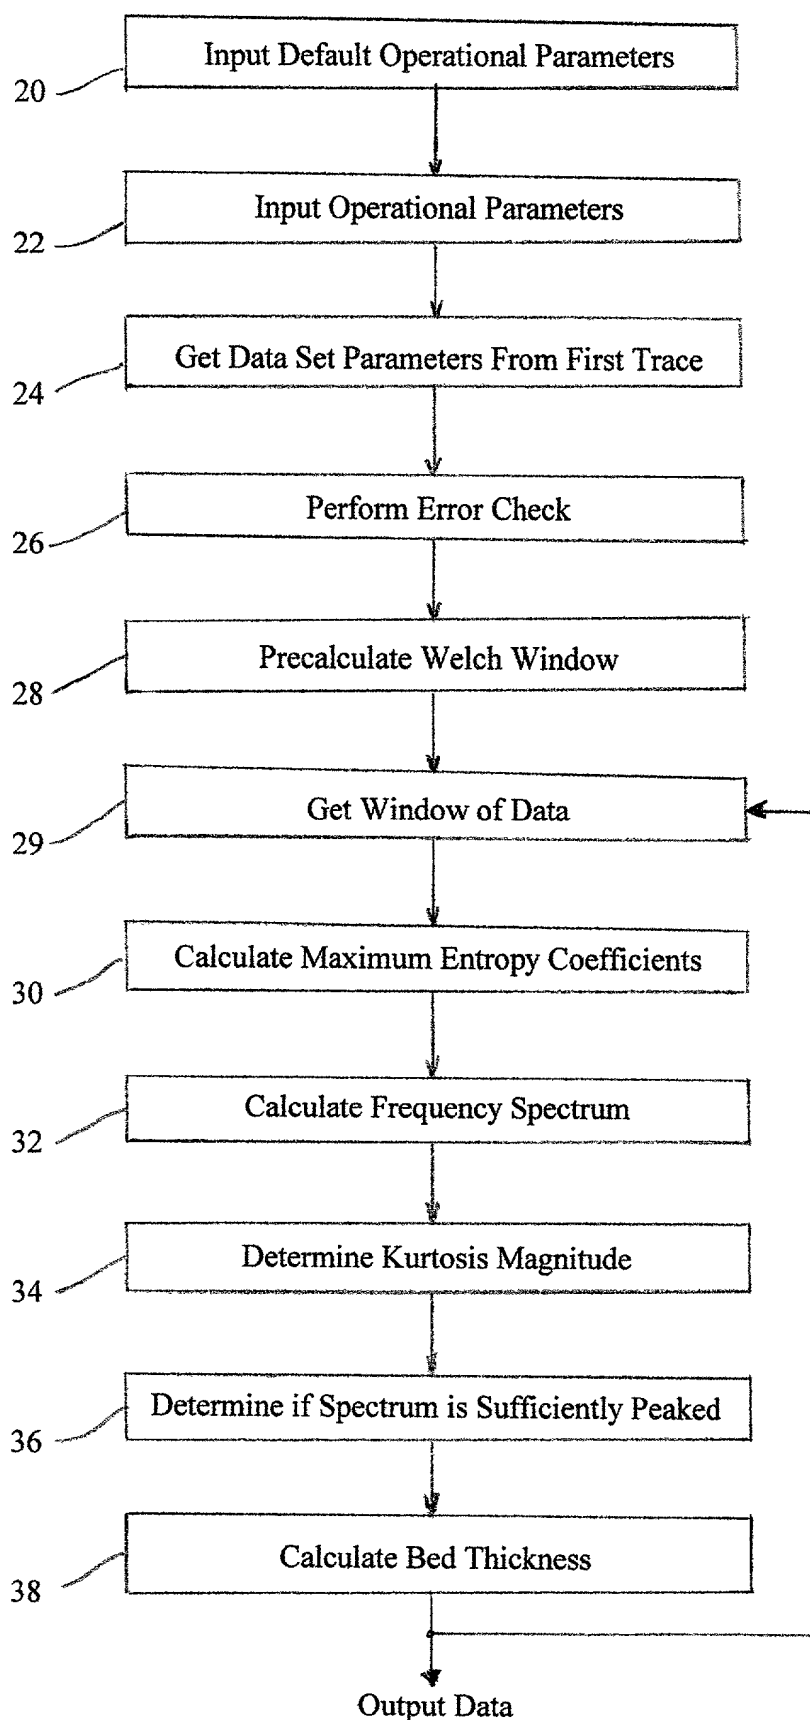 Input Default Operational Parameters
20
Input Operational Parameters
22
Get Data Set Parameters From First Trace
24
Perform Error Check
26
Precalculate Welch Window
28
Get Window of Data
29
Calculate Maximum Entropy Coefficients
30
Calculate Frequency Spectrum
32
Determine Kurtosis Magnitude
34
Determine if Spectrum is Sufficiently Peaked
36
Calculate Bed Thickness
38
Output Data